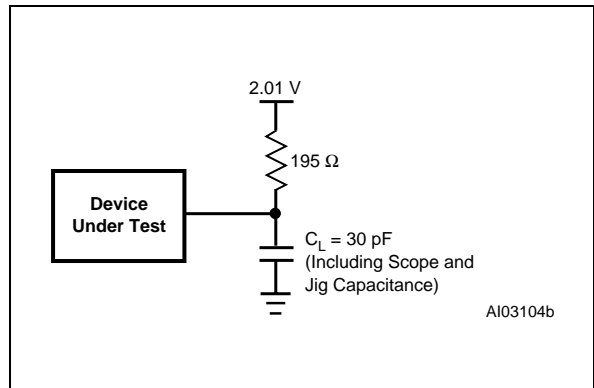 2.01 V
195 Ω
Device
Under Test
C_L = 30 pF
(Including Scope and
Jig Capacitance)
AI03104b